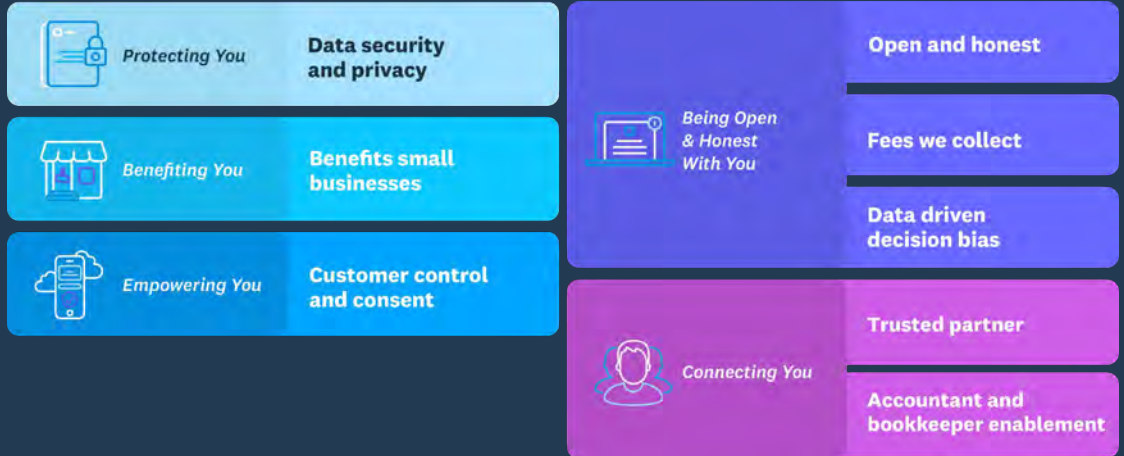 Protecting You
Data security
and privacy
Benefiting You
Benefits small
businesses
Empowering You
Customer control
and consent
Being Open
& Honest
With You
Open and honest
Fees we collect
Data driven
decision bias
Connecting You
Trusted partner
Accountant and
bookkeeper enablement